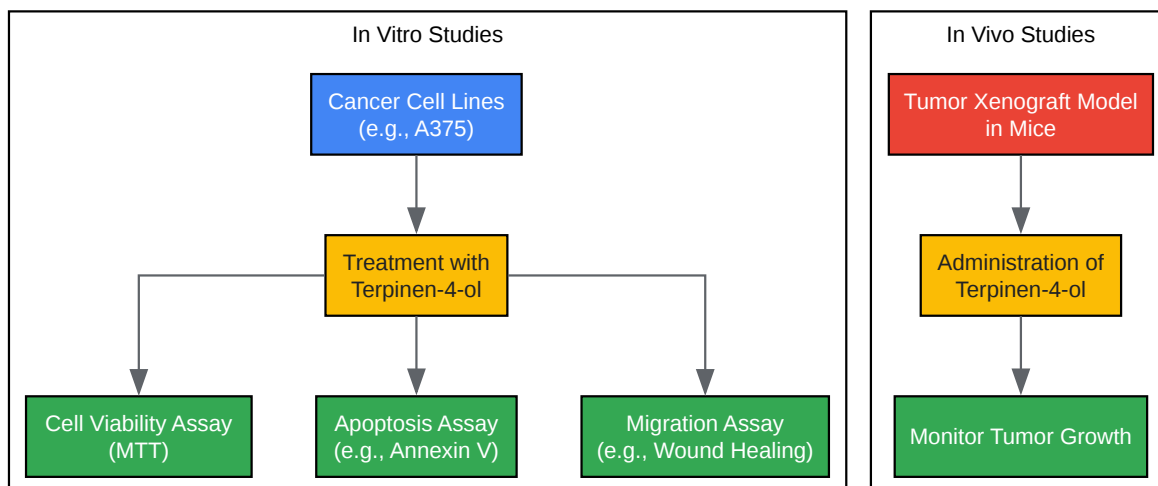 In Vitro Studies
Cancer Cell Lines
(e.g., A375)
Treatment with
Terpinen-4-ol
Cell Viability Assay
(MTT)
Apoptosis Assay
(e.g., Annexin V)
Migration Assay
(e.g., Wound Healing)
In Vivo Studies
Tumor Xenograft Model
in Mice
Administration of
Terpinen-4-ol
Monitor Tumor Growth